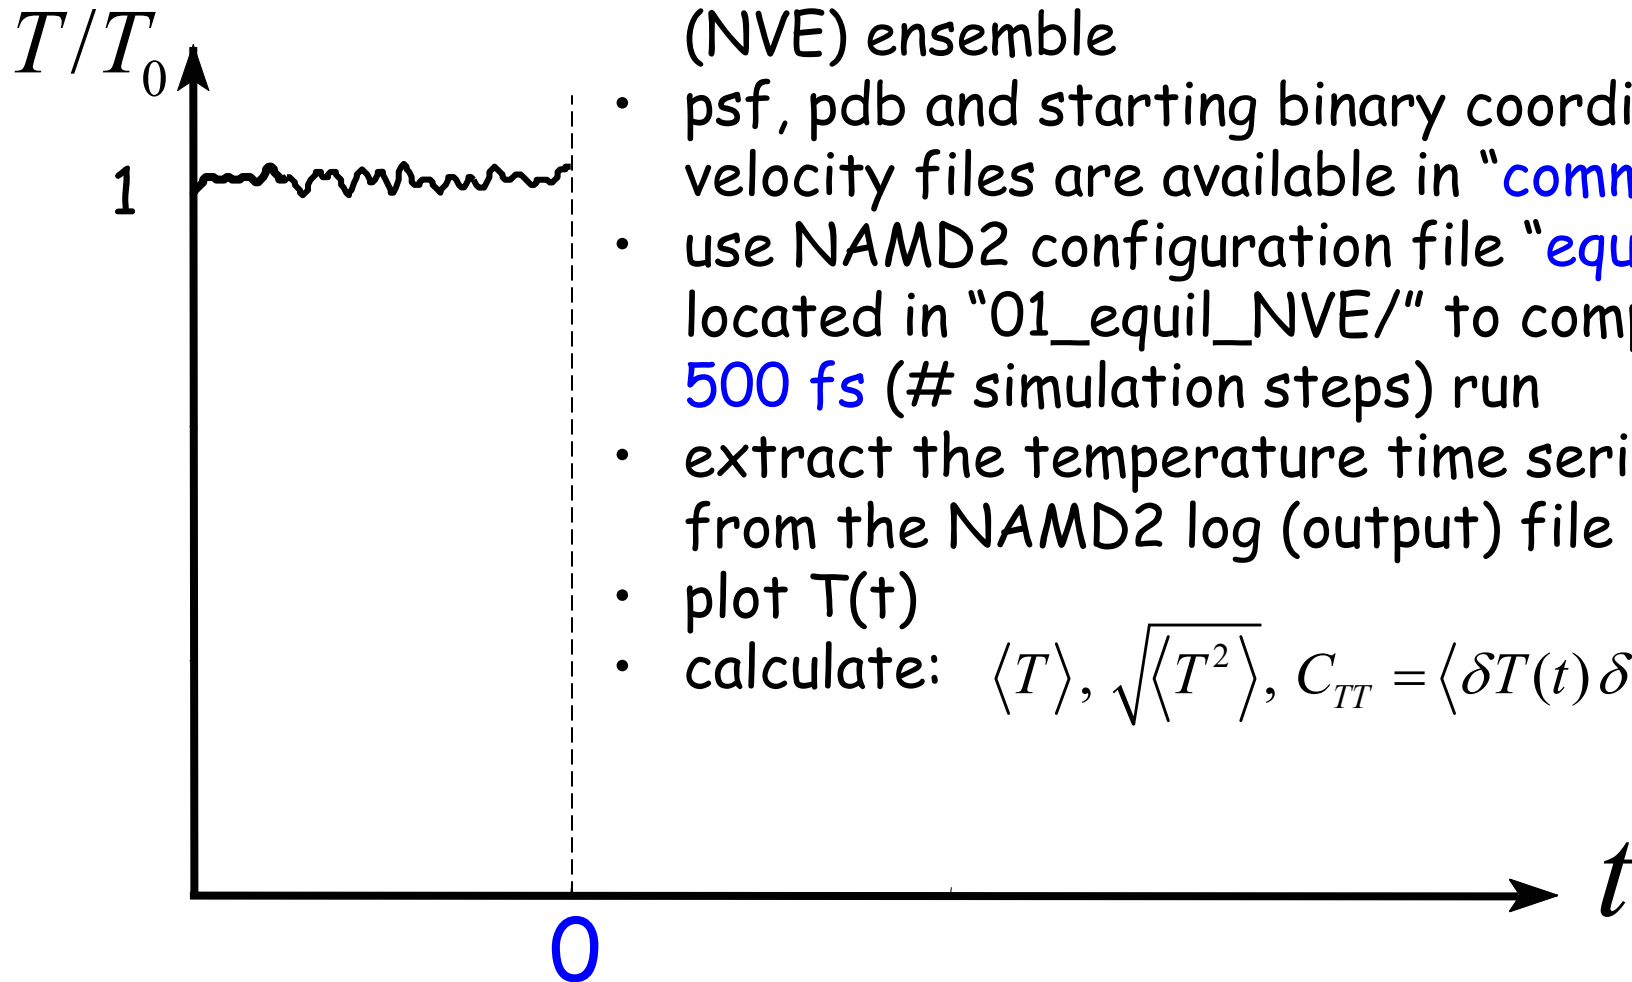 T/T₀
1
(NVE) ensemble
• psf, pdb and starting binary coordi
velocity files are available in “comm
• use NAMD2 configuration file “equ
located in “01_equil_NVE/” to comp
500 fs (# simulation steps) run
• extract the temperature time seri
from the NAMD2 log (output) file
• plot T(t)
• calculate: ⟨T⟩, √⟨T²⟩, C_TT = ⟨δT(t) δ
t
0